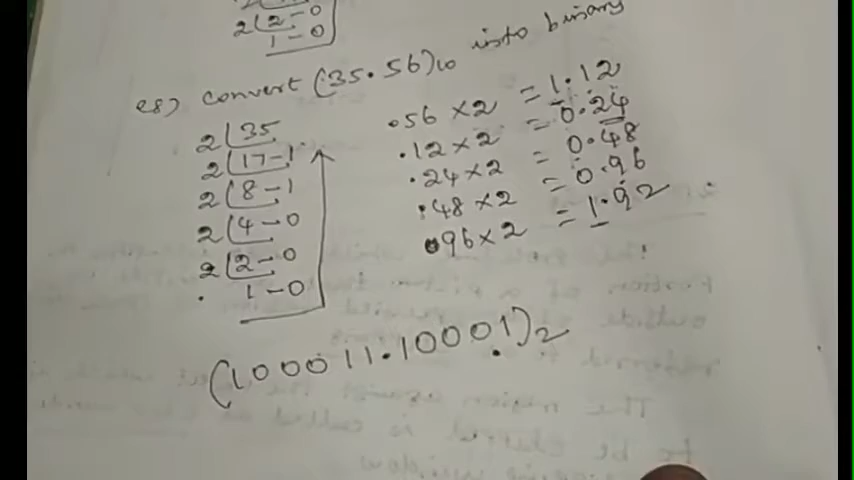 2 2-0
1-0
es) convert (35.56)10 into binary
2 35
2 17-1
2 8-1
2 4-0
2 2-0
1-0
.56 × 2 = 1.12
.12 × 2 = 0.24
.24 × 2 = 0.48
.48 × 2 = 0.96
.96 × 2 = 1.92
(100011.10001)2